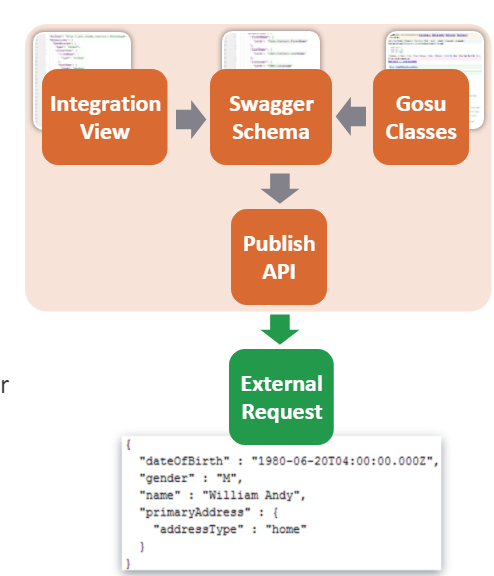 Integration
View
Swagger
Schema
Gosu
Classes
Publish
API
r
External
Request
{
"dateOfBirth" : "1980-06-20T04:00:00.000Z",
"gender" : "M",
"name" : "William Andy",
"primaryAddress" : {
"addressType" : "home"
}
}